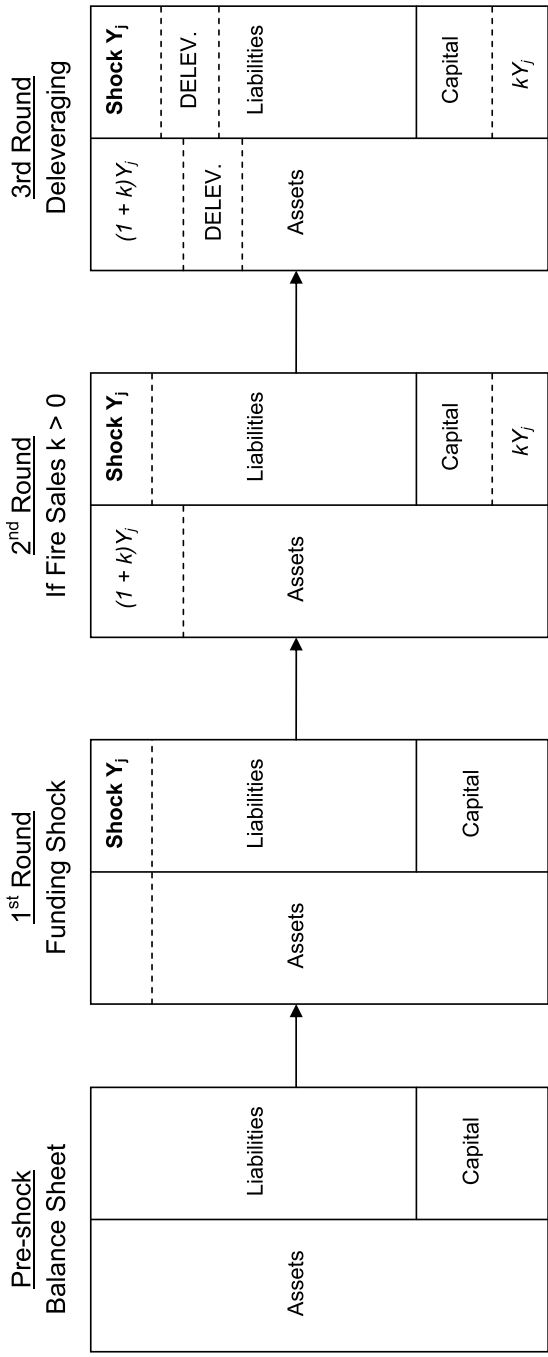 Pre-shock
Balance Sheet
Assets
Liabilities
Capital
1st Round
Funding Shock
Assets
Shock Yj
Liabilities
Capital
2nd Round
If Fire Sales k > 0
(1 + k)Yj
Assets
Shock Yj
Liabilities
Capital
kYj
3rd Round
Deleveraging
(1 + k)Yj
DELEV.
Assets
Shock Yj
DELEV.
Liabilities
Capital
kYj